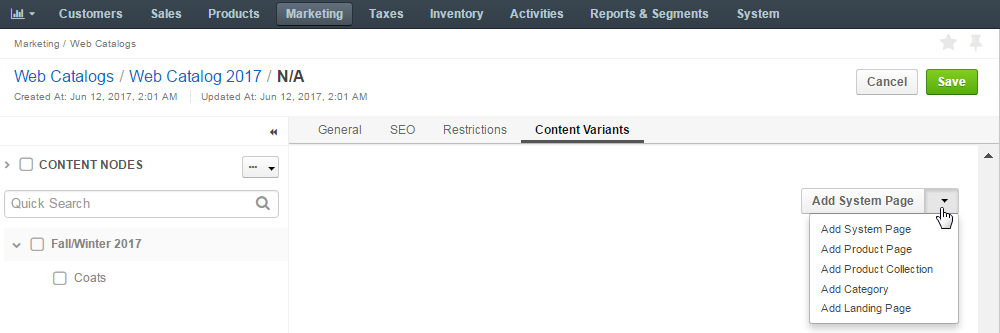 Customers Sales Products Marketing Taxes Inventory Activities Reports & Segments System
Marketing / Web Catalogs
Web Catalogs / Web Catalog 2017 / N/A
Cancel Save
Created At: Jun 12, 2017, 2:01 AM Updated At: Jun 12, 2017, 2:01 AM
General SEO Restrictions Content Variants
CONTENT NODES
Quick Search
Add System Page
Fall/Winter 2017
Coats
Add System Page
Add Product Page
Add Product Collection
Add Category
Add Landing Page